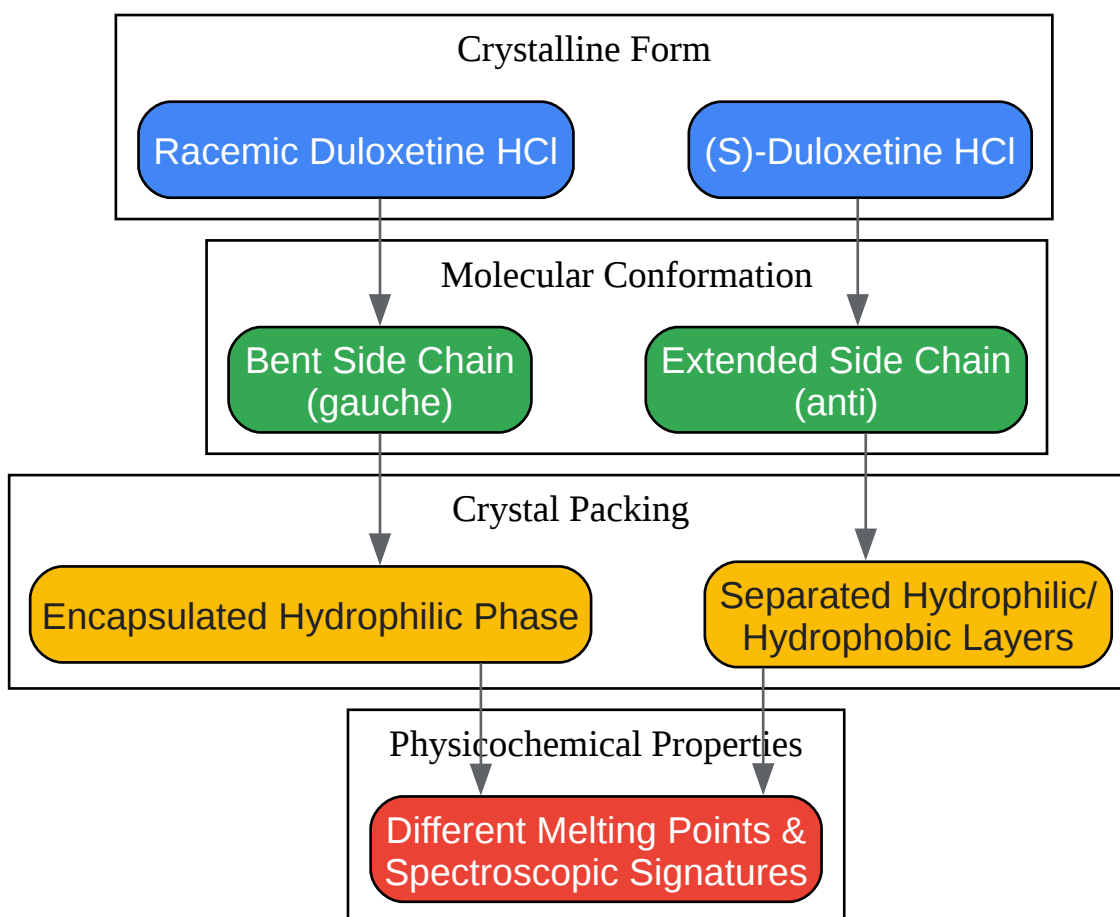 Crystalline Form
Racemic Duloxetine HCl
(S)-Duloxetine HCl
Molecular Conformation
Bent Side Chain
(gauche)
Extended Side Chain
(anti)
Crystal Packing
Encapsulated Hydrophilic Phase
Separated Hydrophilic/
Hydrophobic Layers
Physicochemical Properties
Different Melting Points &
Spectroscopic Signatures